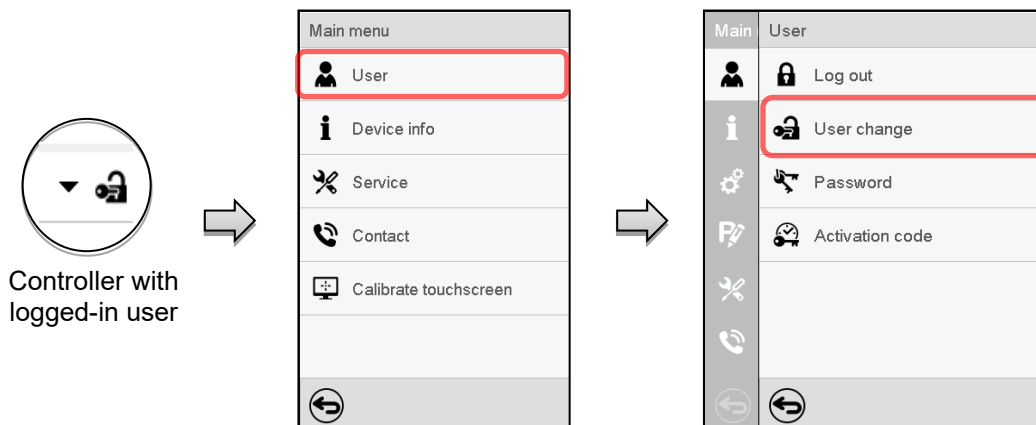 Controller with
logged-in user
Main menu
User
Device info
Service
Contact
Calibrate touchscreen
Main
User
Log out
User change
Password
Activation code